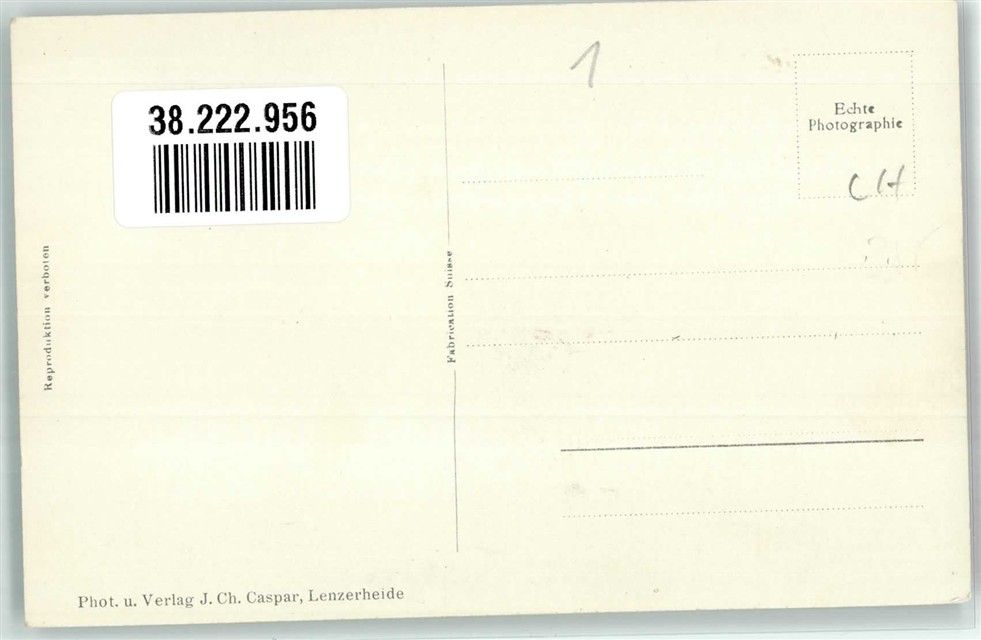 38.222.956
1
Echte
Photographie
CH
Reproduktion verboten
Fabrication Suisse
Phot. u. Verlag J. Ch. Caspar, Lenzerheide